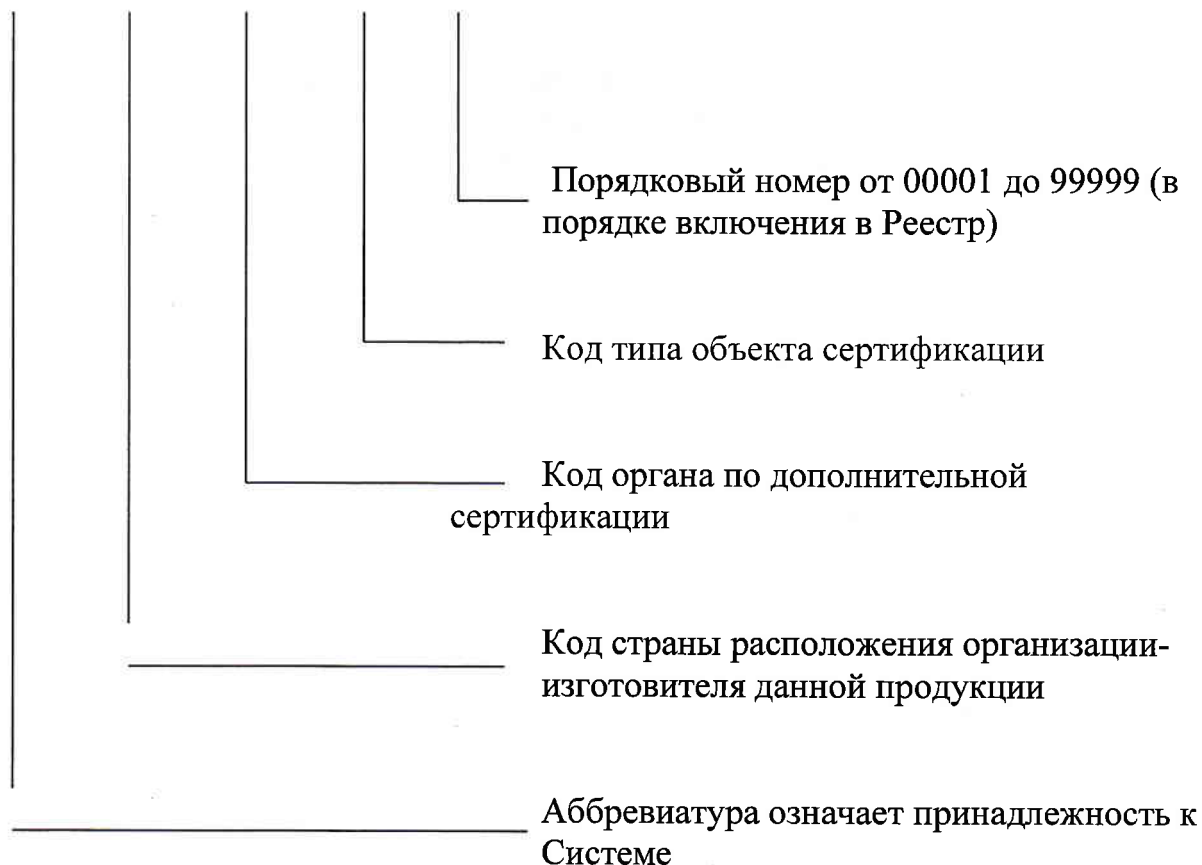 Порядковый номер от 00001 до 99999 (в
порядке включения в Реестр)
Код типа объекта сертификации
Код органа по дополнительной
сертификации
Код страны расположения организации-
изготовителя данной продукции
Аббревиатура означает принадлежность к
Системе